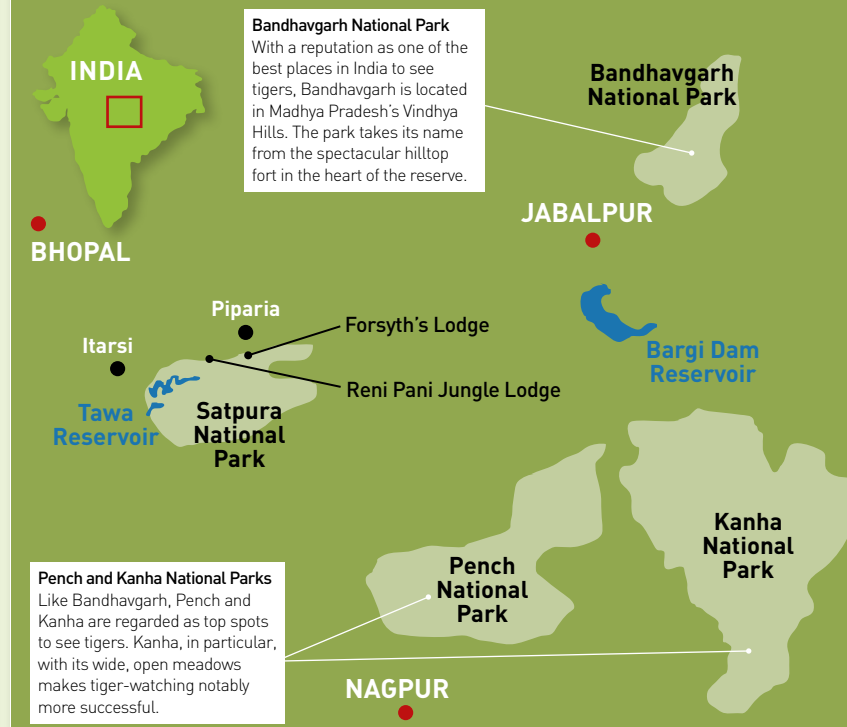 INDIA
Bandhavgarh National Park
With a reputation as one of the
best places in India to see
tigers, Bandhavgarh is located
in Madhya Pradesh's Vindhya
Hills. The park takes its name
from the spectacular hilltop
fort in the heart of the reserve.
Bandhavgarh
National Park
JABALPUR
BHOPAL
Piparia
Forsyth's Lodge
Itarsi
Bargi Dam
Reservoir
Reni Pani Jungle Lodge
Tawa
Reservoir
Satpura
National
Park
Kanha
National
Park
Pench
National
Park
Pench and Kanha National Parks
Like Bandhavgarh, Pench and
Kanha are regarded as top spots
to see tigers. Kanha, in particular,
with its wide, open meadows
makes tiger-watching notably
more successful.
NAGPUR